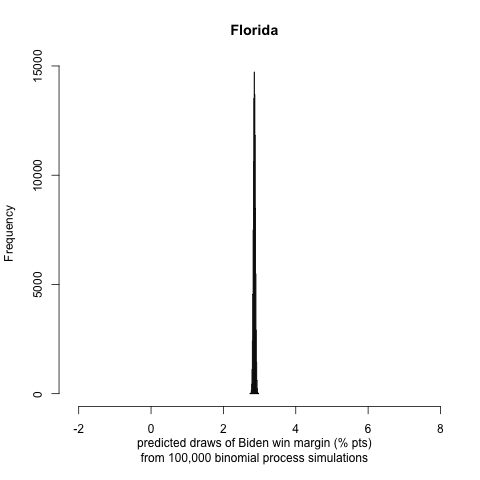 Florida
Frequency
15000
10000
5000
0
-2 0 2 4 6 8
predicted draws of Biden win margin (% pts)
from 100,000 binomial process simulations